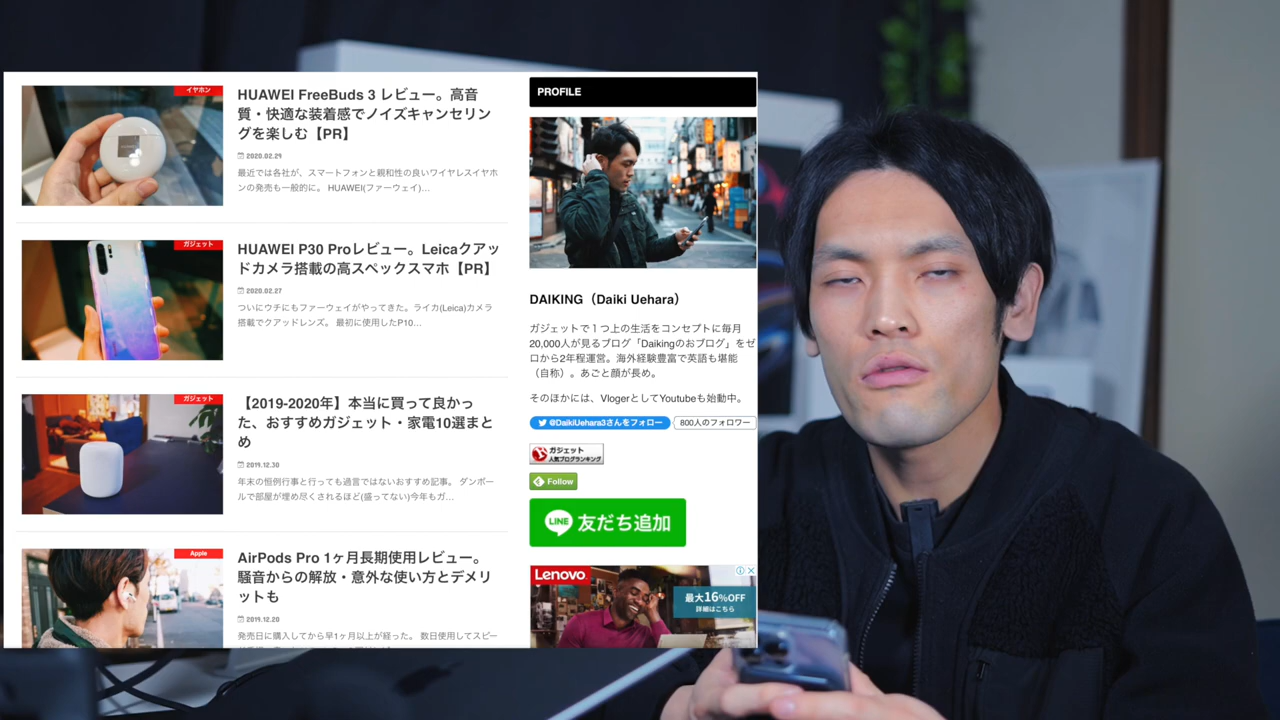 イヤホン
HUAWEI FreeBuds 3 レビュー。高音
質・快適な装着感でノイズキャンセリン
グを楽しむ【PR】
2020.02.29
最近では各社が、スマートフォンと親和性の良いワイヤレスイヤホ
ンの発売も一般的に。 HUAWEI(ファーウェイ)...
ガジェット
HUAWEI P30 Proレビュー。Leicaクアッ
ドカメラ搭載の高スペックスマホ【PR】
2020.02.27
ついにウチにもファーウェイがやってきた。ライカ(Leica)カメラ
搭載でクアッドレンズ。 最初に使用したP10...
ガジェット
【2019-2020年】本当に買って良かっ
た、おすすめガジェット・家電10選まと
め
2019.12.30
年末の恒例行事と行っても過言ではないおすすめ記事。 ダンボー
ルで部屋が埋め尽くされるほど(盛ってない)今年もガ...
Apple
AirPods Pro 1ヶ月長期使用レビュー。
騒音からの解放・意外な使い方とデメリ
ットも
2019.12.20
発売日に購入してから早1ヶ月以上が経った。 数日使用してスピー
PROFILE
DAIKING（Daiki Uehara）
ガジェットで１つ上の生活をコンセプトに毎月
20,000人が見るブログ「Daikingのおブログ」をゼ
ロから2年程運営。海外経験豊富で英語も堪能
（自称）。あごと顔が長め。
そのほかには、VlogerとしてYoutubeも始動中。
@DaikiUehara3さんをフォロー
800人のフォロワー
ガジェット
人気ブログランキング
Follow
LINE 友だち追加
Lenovo
最大16%OFF
詳細はこちら